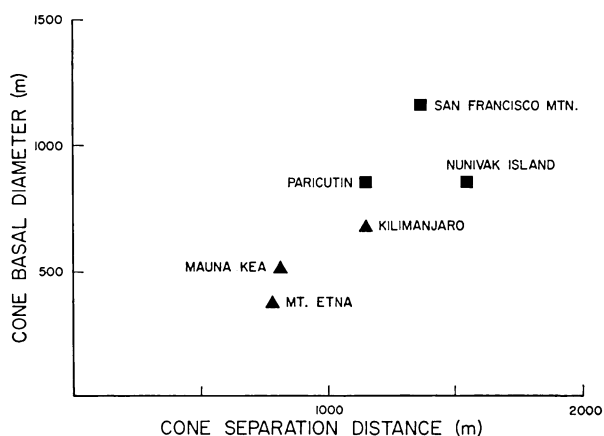 1500
SAN FRANCISCO MTN.
1000
NUNIVAK ISLAND
PARICUTIN
KILIMANJARO
MAUNA KEA
500
MT. ETNA
CONE BASAL DIAMETER (m)
1000
2000
CONE SEPARATION DISTANCE (m)